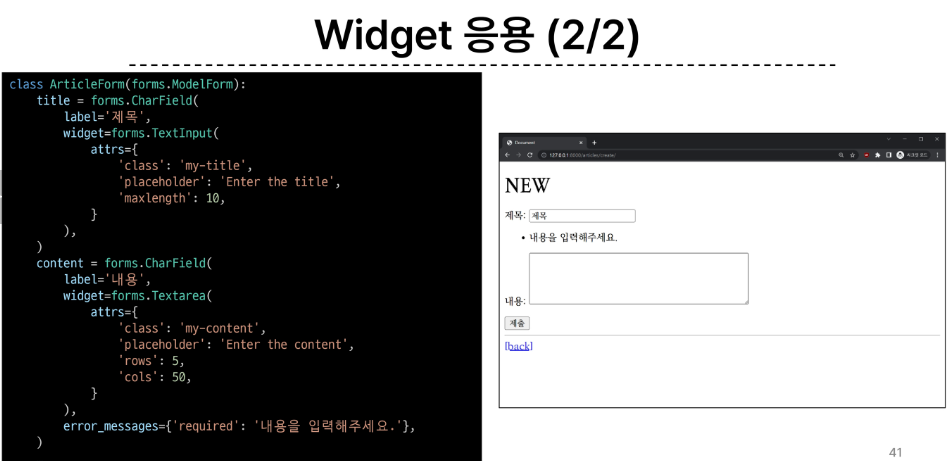 Widget 응용 (2/2)
class ArticleForm(forms.ModelForm):
    title = forms.CharField(
        label='제목',
        widget=forms.TextInput(
            attrs={
                'class': 'my-title',
                'placeholder': 'Enter the title',
                'maxlength': 10,
            }
        ),
    )
    content = forms.CharField(
        label='내용',
        widget=forms.Textarea(
            attrs={
                'class': 'my-content',
                'placeholder': 'Enter the content',
                'rows': 5,
                'cols': 50,
            }
        ),
        error_messages={'required': '내용을 입력해주세요.'},
    )
Document
127.0.0.1:8000/articles/create/
NEW
제목: 제목
• 내용을 입력해주세요.
내용:
제출
[back]
41